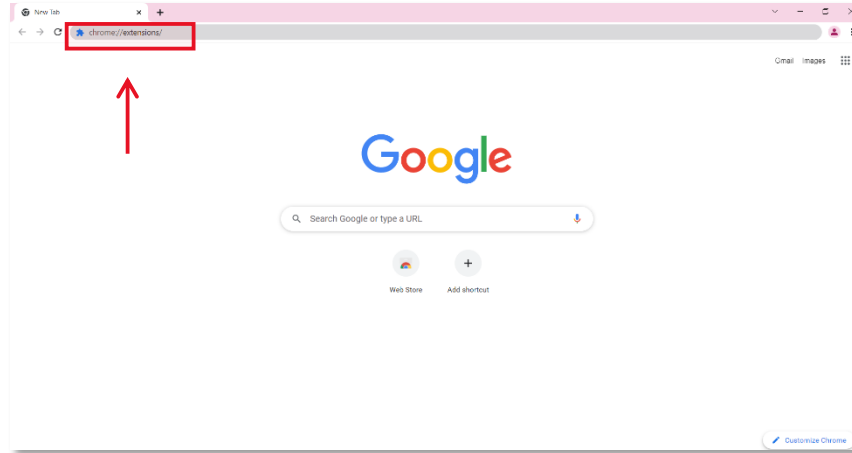 New Tab
chrome://extensions/
Gmail Images
Google
Search Google or type a URL
Web Store Add shortcut
Customize Chrome